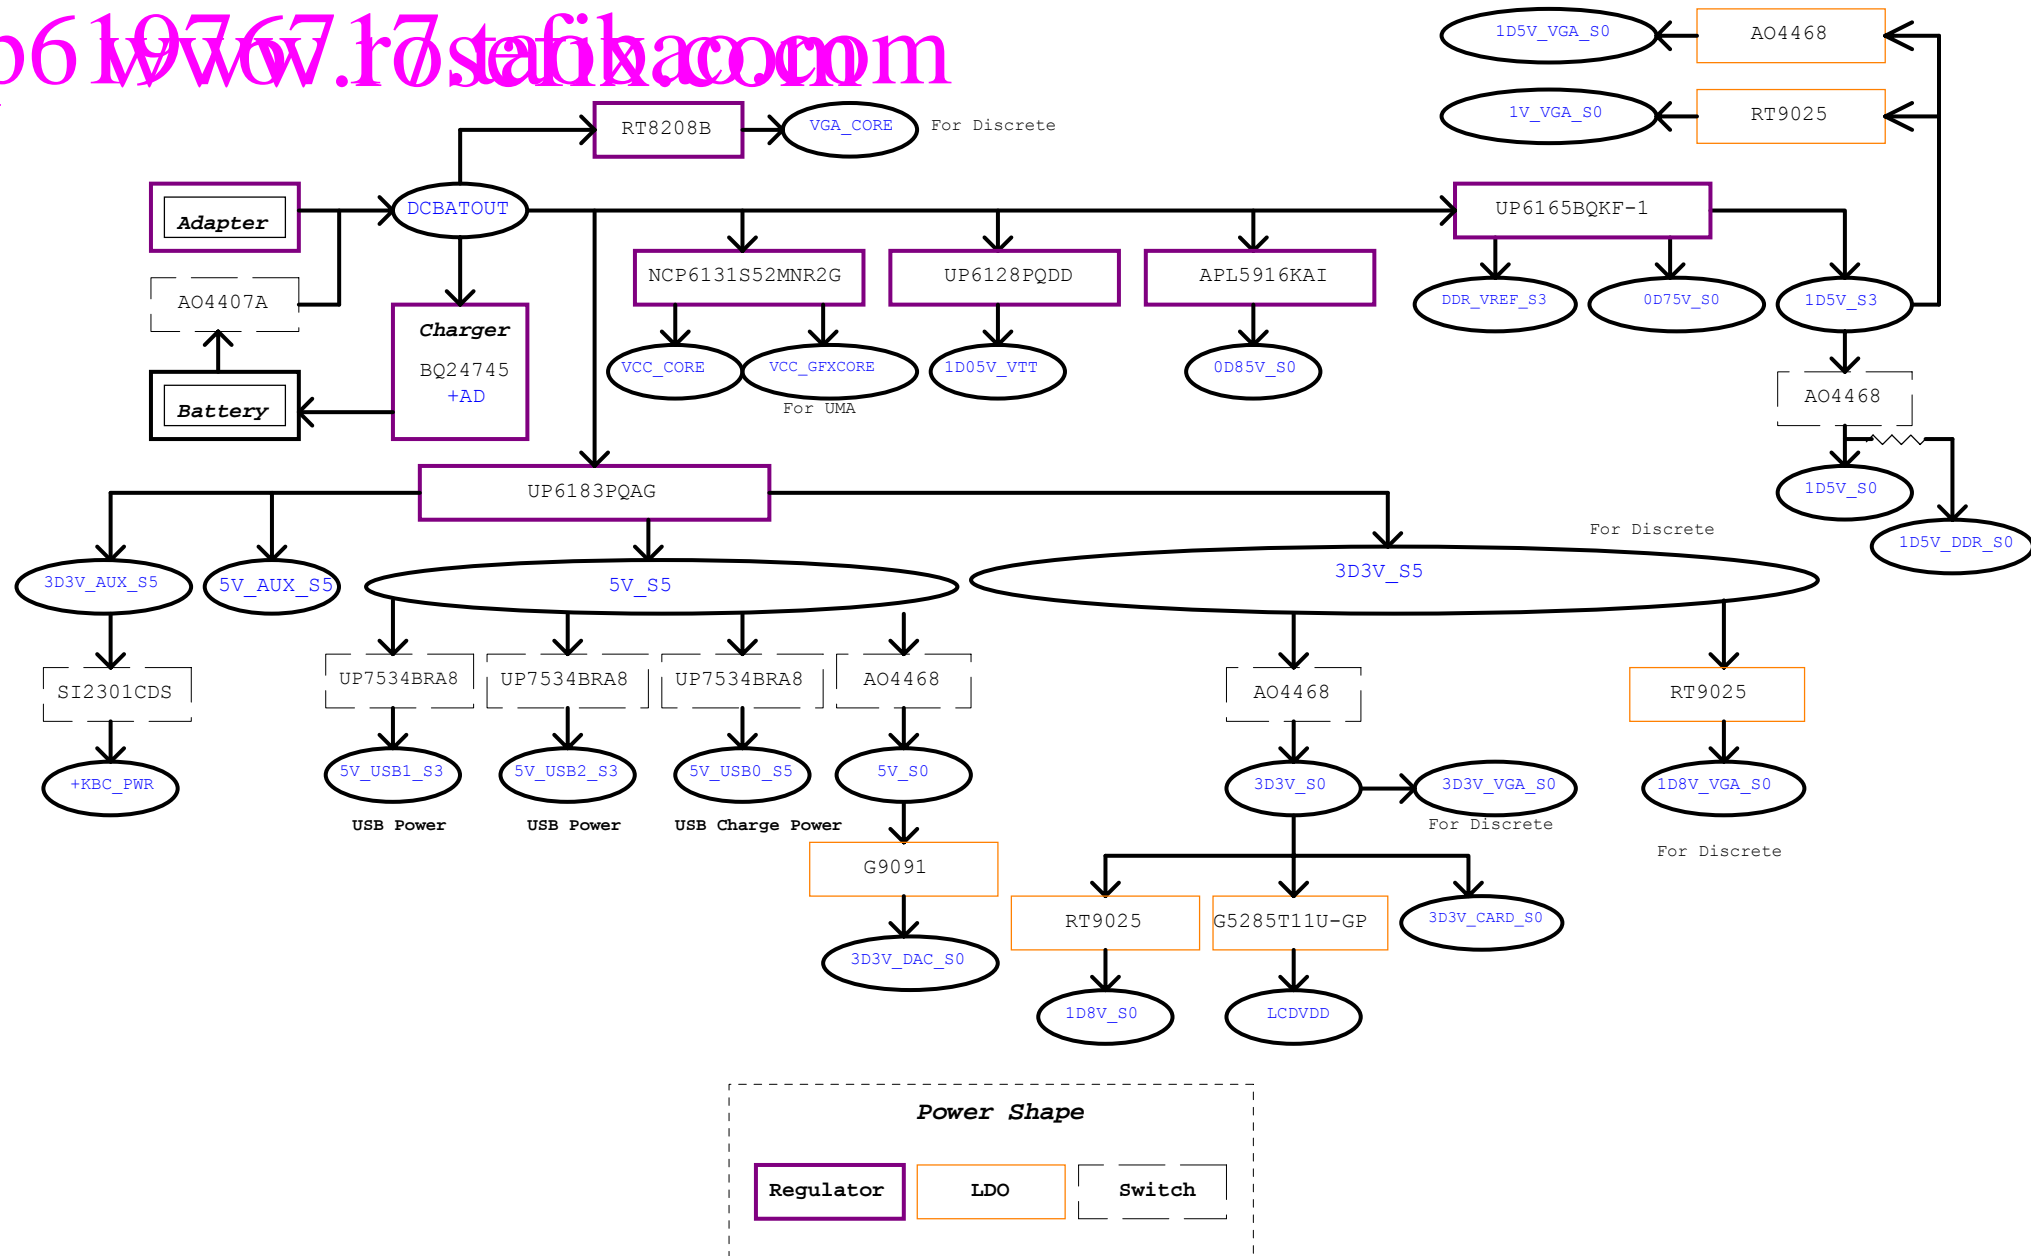 www.rosefix.com
1D5V_VGA_S0
AO4468
1V_VGA_S0
RT9025
RT8208B
VGA_CORE
For Discrete
Adapter
DCBATOUT
UP6165BQKF-1
AO4407A
NCP6131S52MNR2G
UP6128PQDD
APL5916KAI
DDR_VREF_S3
0D75V_S0
1D5V_S3
Charger
BQ24745
+AD
VCC_CORE
VCC_GFXCORE
1D05V_VTT
0D85V_S0
For UMA
Battery
AO4468
UP6183PQAG
1D5V_S0
For Discrete
1D5V_DDR_S0
3D3V_AUX_S5
5V_AUX_S5
5V_S5
3D3V_S5
SI2301CDS
UP7534BRA8
UP7534BRA8
UP7534BRA8
AO4468
AO4468
RT9025
+KBC_PWR
5V_USB1_S3
5V_USB2_S3
5V_USB0_S5
5V_S0
3D3V_S0
3D3V_VGA_S0
1D8V_VGA_S0
USB Power
USB Power
USB Charge Power
For Discrete
For Discrete
G9091
RT9025
G5285T11U-GP
3D3V_CARD_S0
3D3V_DAC_S0
1D8V_S0
LCDVDD
Power Shape
Regulator
LDO
Switch